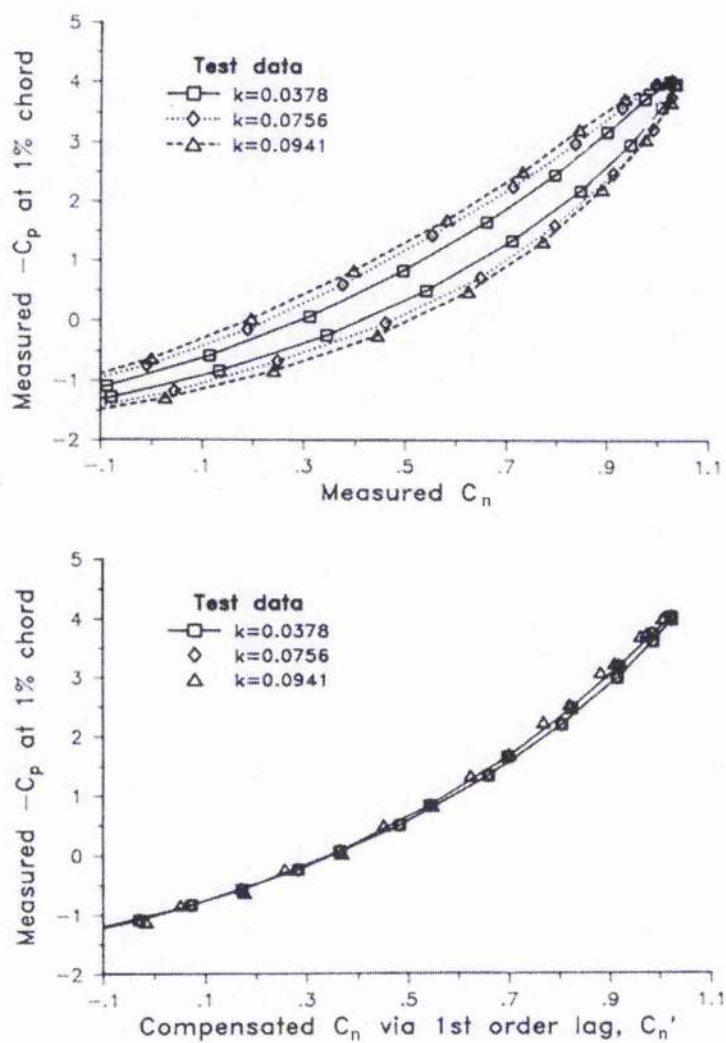 5
4
3
2
1
0
-1
-2
Measured -Cp at 1% chord
Test data
k=0.0378
k=0.0756
k=0.0941
-.1
.1
.3
.5
.7
.9
1.1
Measured Cn
5
4
3
2
1
0
-1
-2
Measured -Cp at 1% chord
Test data
k=0.0378
k=0.0756
k=0.0941
-.1
.1
.3
.5
.7
.9
1.1
Compensated Cn via 1st order lag, Cn'